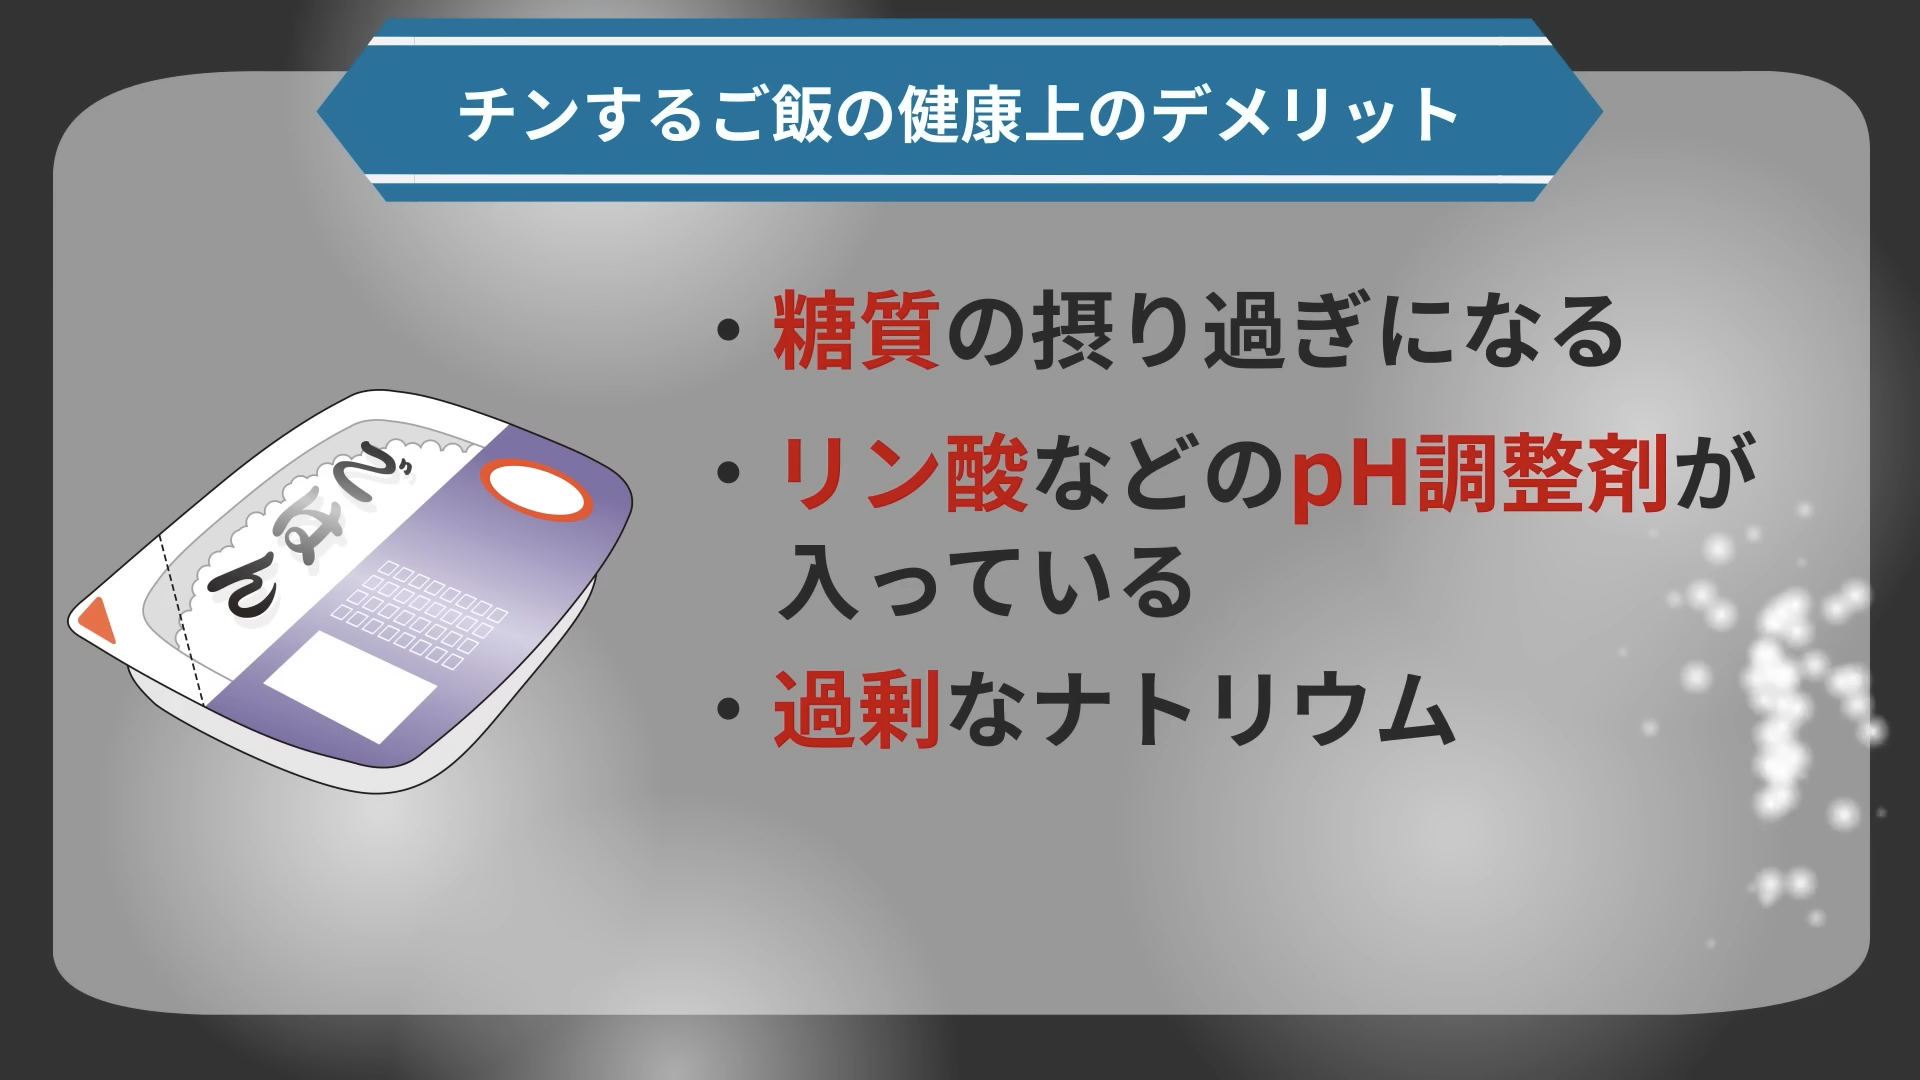 チンするご飯の健康上のデメリット
・糖質の摂り過ぎになる
・リン酸などのpH調整剤が
入っている
・過剰なナトリウム
ごはん